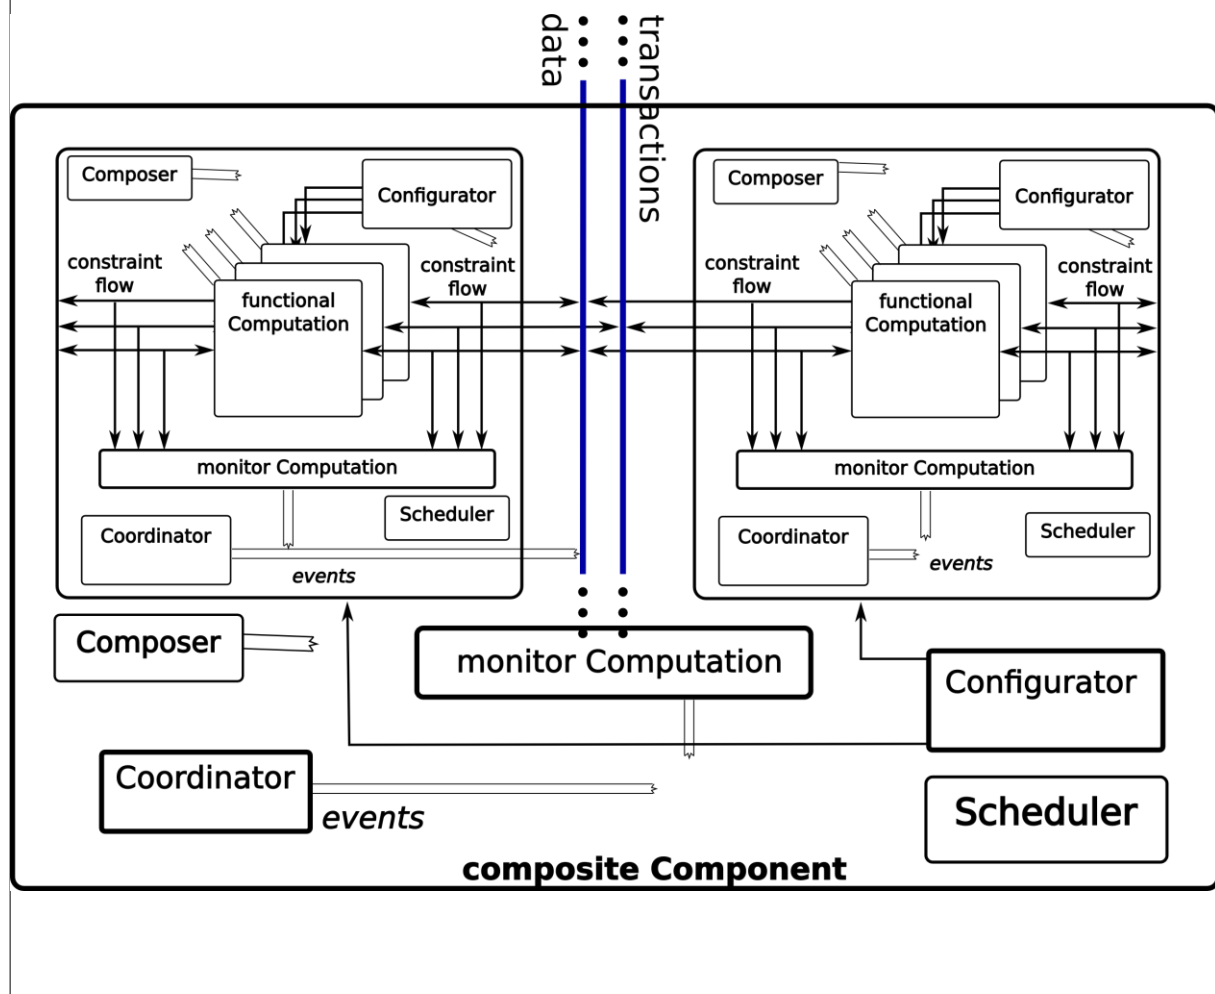 data
transactions
Composer
Configurator
constraint
flow
constraint
flow
functional
Computation
monitor Computation
Scheduler
Coordinator
events
Composer
Configurator
constraint
flow
constraint
flow
functional
Computation
monitor Computation
Scheduler
Coordinator
events
Composer
monitor Computation
Configurator
Coordinator
events
Scheduler
composite Component